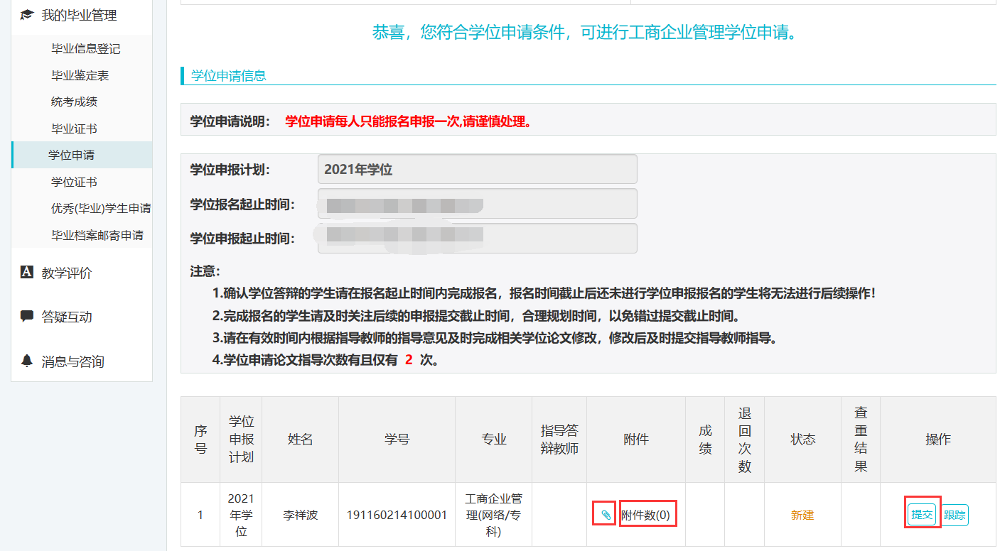 我的毕业管理
毕业信息登记
毕业鉴定表
统考成绩
毕业证书
学位申请
学位证书
优秀(毕业)学生申请
毕业档案邮寄申请
A 教学评价
答疑互动
消息与咨询
恭喜，您符合学位申请条件，可进行工商企业管理学位申请。
学位申请信息
学位申请说明： 学位申请每人只能报名申报一次,请谨慎处理。
学位申报计划： 2021年学位
学位报名起止时间：
学位申报起止时间：
注意：
1.确认学位答辩的学生请在报名起止时间内完成报名，报名时间截止后还未进行学位申报报名的学生将无法进行后续操作！
2.完成报名的学生请及时关注后续的申报提交截止时间，合理规划时间，以免错过提交截止时间。
3.请在有效时间内根据指导教师的指导意见及时完成相关学位论文修改，修改后及时提交指导教师指导。
4.学位申请论文指导次数有且仅有 2 次。
序号 学位申报计划 姓名 学号 专业 指导答辩教师 附件 成绩 退回次数 状态 查重结果 操作
1 2021年学位 李祥波 191160214100001 工商企业管理(网络/专科) 附件数(0) 新建 提交 跟踪